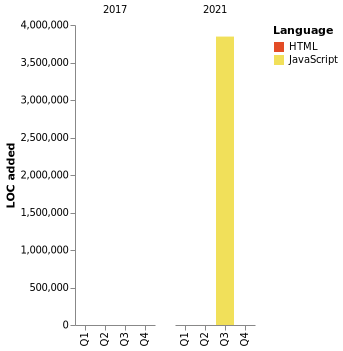 2017 2021
Language
HTML
JavaScript
LOC added
4,000,000
3,500,000
3,000,000
2,500,000
2,000,000
1,500,000
1,000,000
500,000
0
Q1 Q2 Q3 Q4 Q1 Q2 Q3 Q4